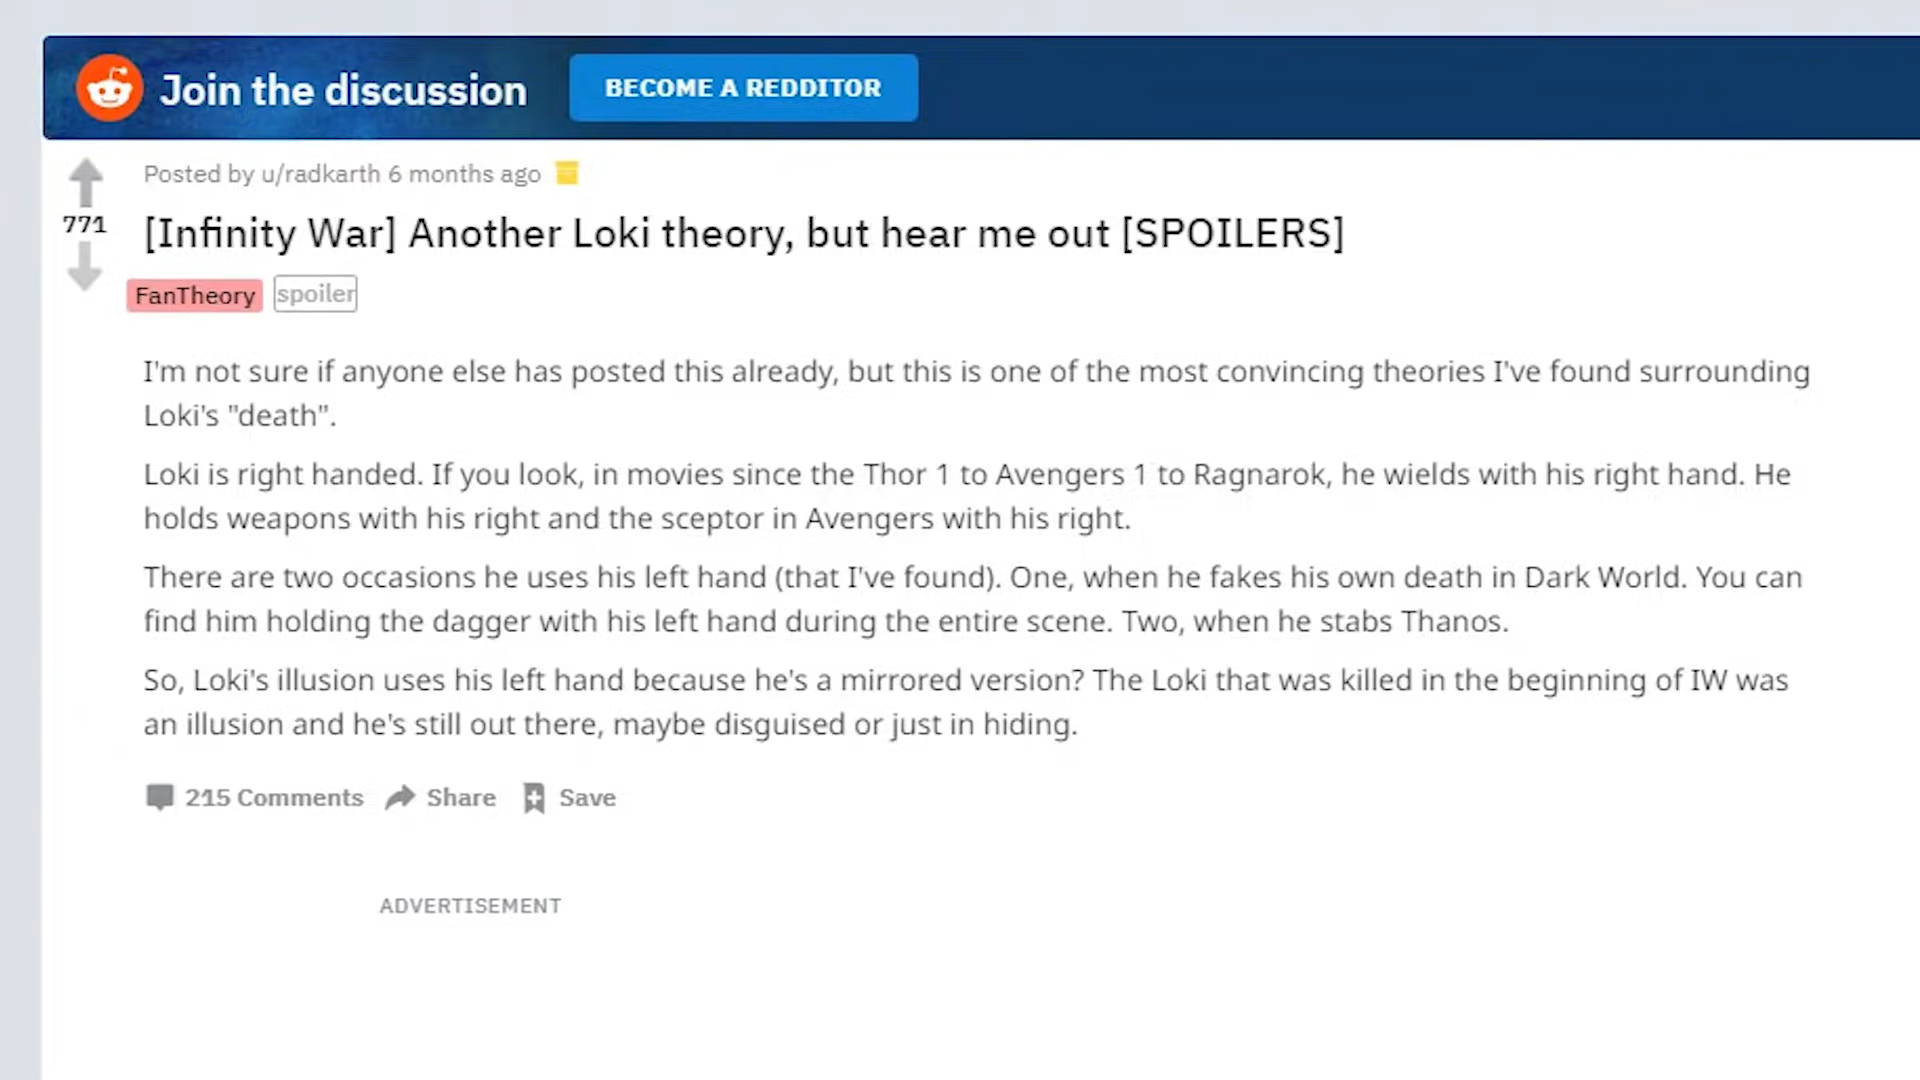 Join the discussion
BECOME A REDDITOR
Posted by u/radkarth 6 months ago
771
[Infinity War] Another Loki theory, but hear me out [SPOILERS]
FanTheory spoiler
I'm not sure if anyone else has posted this already, but this is one of the most convincing theories I've found surrounding
Loki's "death".
Loki is right handed. If you look, in movies since the Thor 1 to Avengers 1 to Ragnarok, he wields with his right hand. He
holds weapons with his right and the sceptor in Avengers with his right.
There are two occasions he uses his left hand (that I've found). One, when he fakes his own death in Dark World. You can
find him holding the dagger with his left hand during the entire scene. Two, when he stabs Thanos.
So, Loki's illusion uses his left hand because he's a mirrored version? The Loki that was killed in the beginning of IW was
an illusion and he's still out there, maybe disguised or just in hiding.
215 Comments Share Save
ADVERTISEMENT